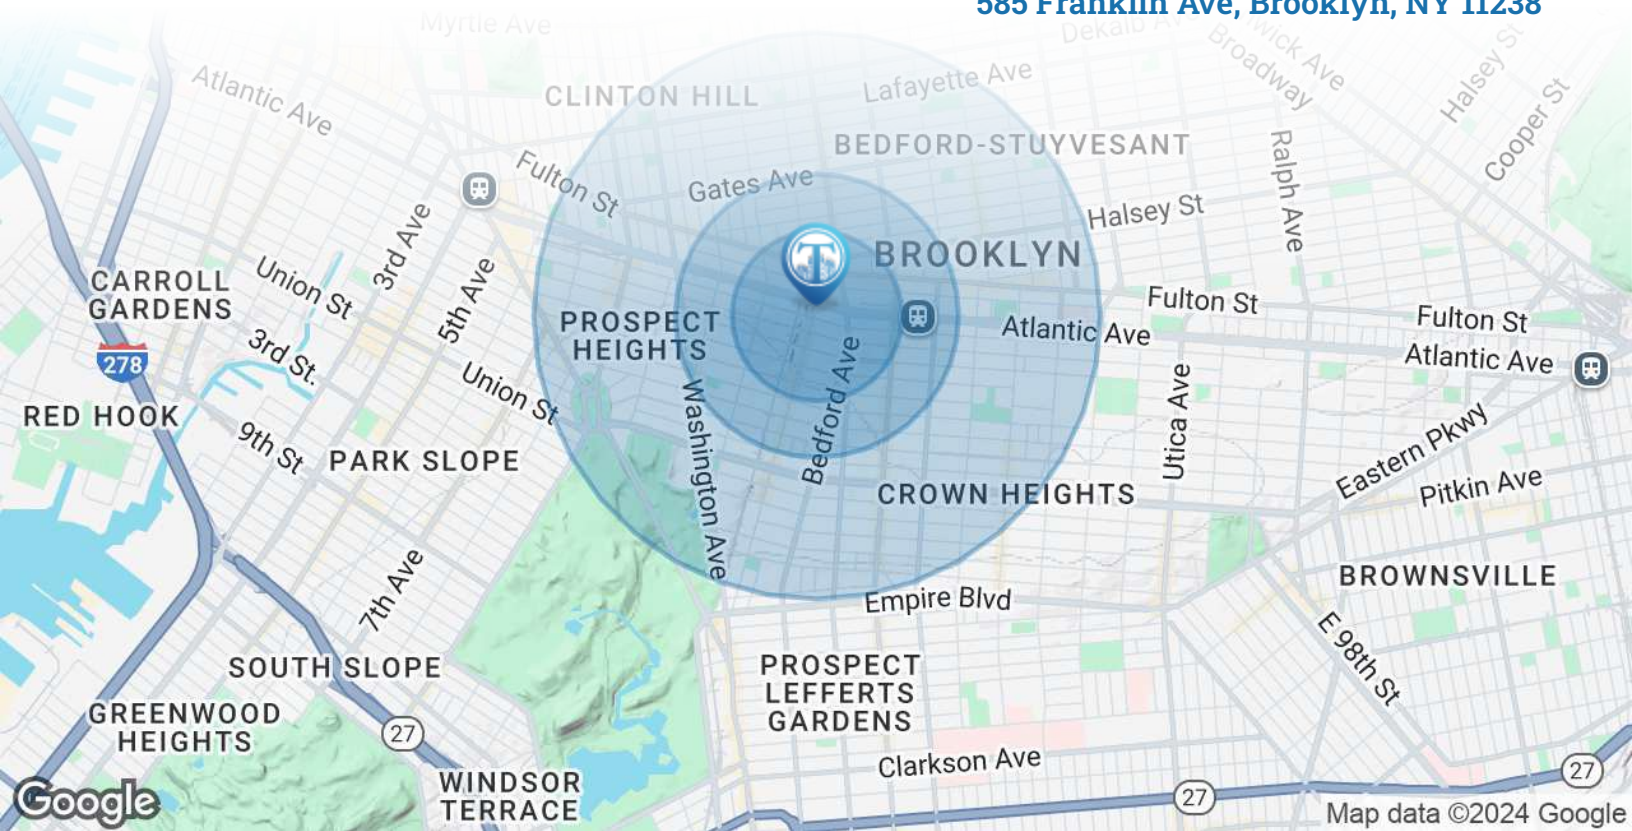 585 Franklin Ave, Brooklyn, NY 11238
Myrtle Ave
Dekalb Ave
Broadway
Halsey St
Cooper St
Atlantic Ave
CLINTON HILL
Lafayette Ave
BEDFORD-STUYVESANT
Ralph Ave
Fulton St
Gates Ave
Halsey St
3rd Ave
BROOKLYN
CARROLL
GARDENS
Union St
5th Ave
PROSPECT
HEIGHTS
Fulton St
Atlantic Ave
Fulton St
Atlantic Ave
278
3rd St.
Union St
Washington Ave
Bedford Ave
Utica Ave
RED HOOK
9th St
PARK SLOPE
CROWN HEIGHTS
Eastern Pkwy
Pitkin Ave
7th Ave
Empire Blvd
BROWNSVILLE
E 98th St
SOUTH SLOPE
PROSPECT
LEFFERTS
GARDENS
GREENWOOD
HEIGHTS
27
Clarkson Ave
WINDSOR
TERRACE
27
27
Google
Map data ©2024 Google